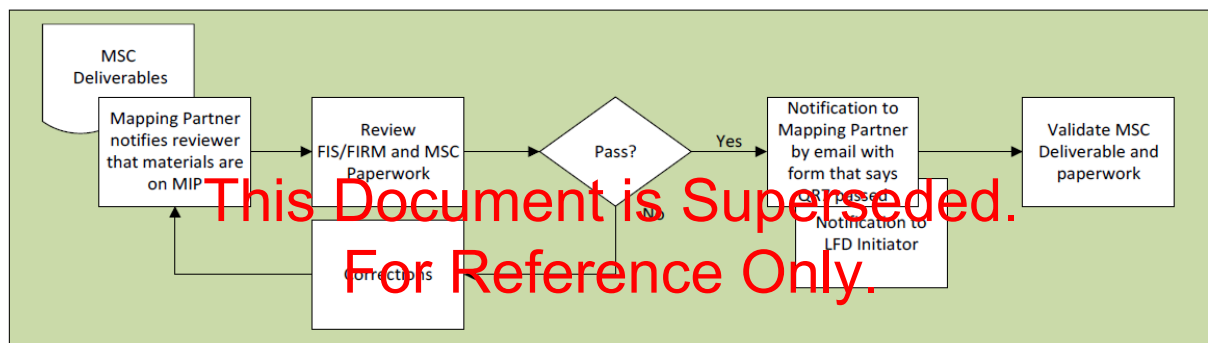 MSC
Deliverables
Mapping Partner
notifies reviewer
that materials are
on MIP
Review
FIS/FIRM and MSC
Paperwork
Pass?
Yes
No
Notification to
Mapping Partner
by email with
form that says
QR7 passed
Notification to
LFD Initiator
Validate MSC
Deliverable and
paperwork
Corrections
This Document is Superseded.
For Reference Only.